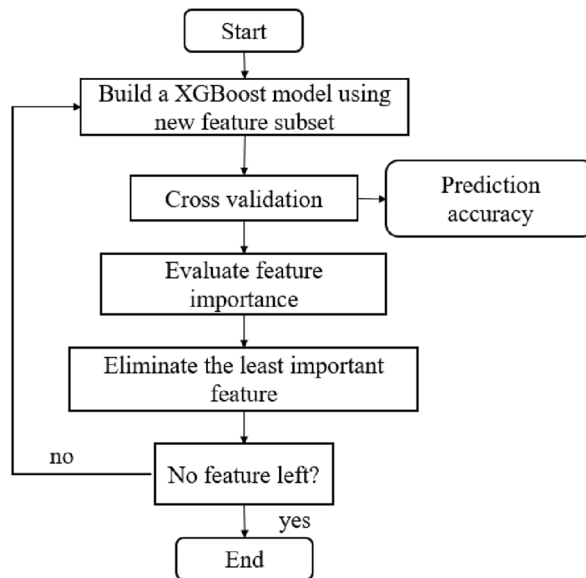 Start
Build a XGBoost model using
new feature subset
Cross validation
Prediction
accuracy
Evaluate feature
importance
Eliminate the least important
feature
no
No feature left?
yes
End